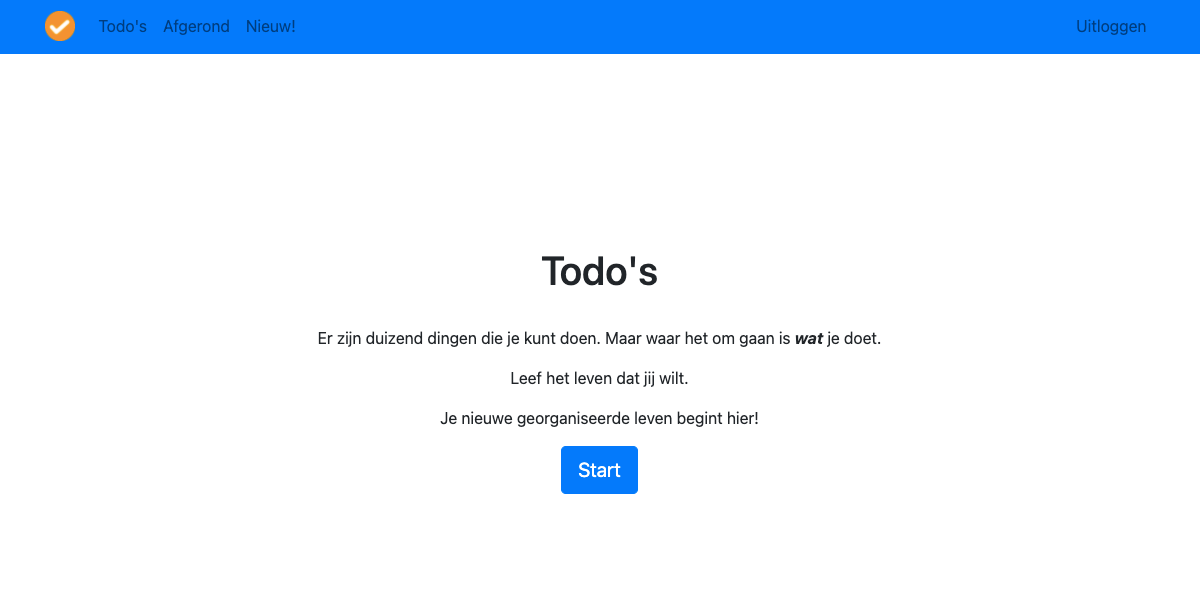 Todo's Afgerond Nieuw! Uitloggen
Todo's
Er zijn duizend dingen die je kunt doen. Maar waar het om gaan is wat je doet.
Leef het leven dat jij wilt.
Je nieuwe georganiseerde leven begint hier!
Start